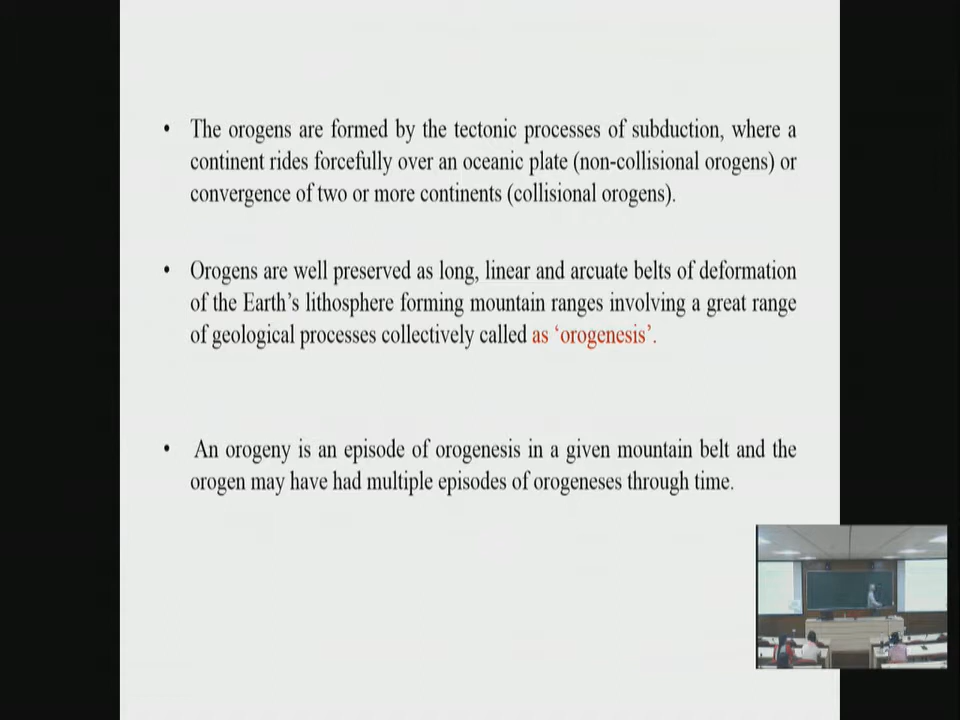 • The orogens are formed by the tectonic processes of subduction, where a
continent rides forcefully over an oceanic plate (non-collisional orogens) or
convergence of two or more continents (collisional orogens).
• Orogens are well preserved as long, linear and arcuate belts of deformation
of the Earth's lithosphere forming mountain ranges involving a great range
of geological processes collectively called as ‘orogenesis’.
• An orogeny is an episode of orogenesis in a given mountain belt and the
orogen may have had multiple episodes of orogeneses through time.